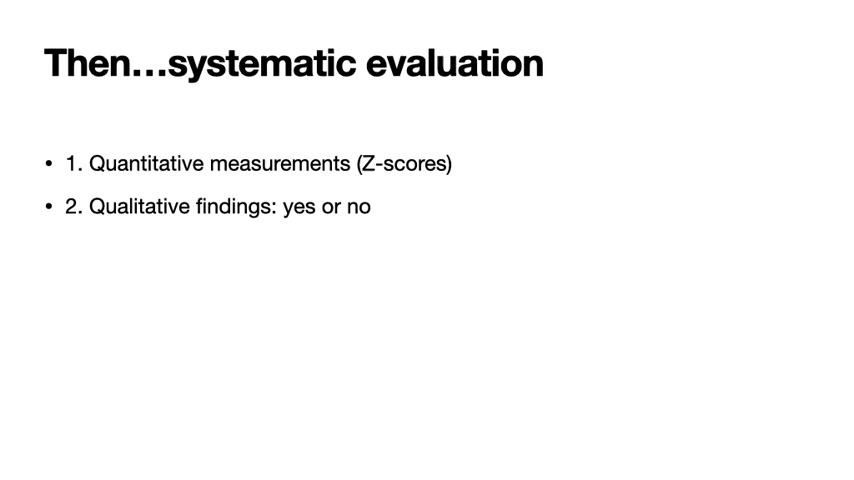 Then…systematic evaluation
• 1. Quantitative measurements (Z-scores)
• 2. Qualitative findings: yes or no